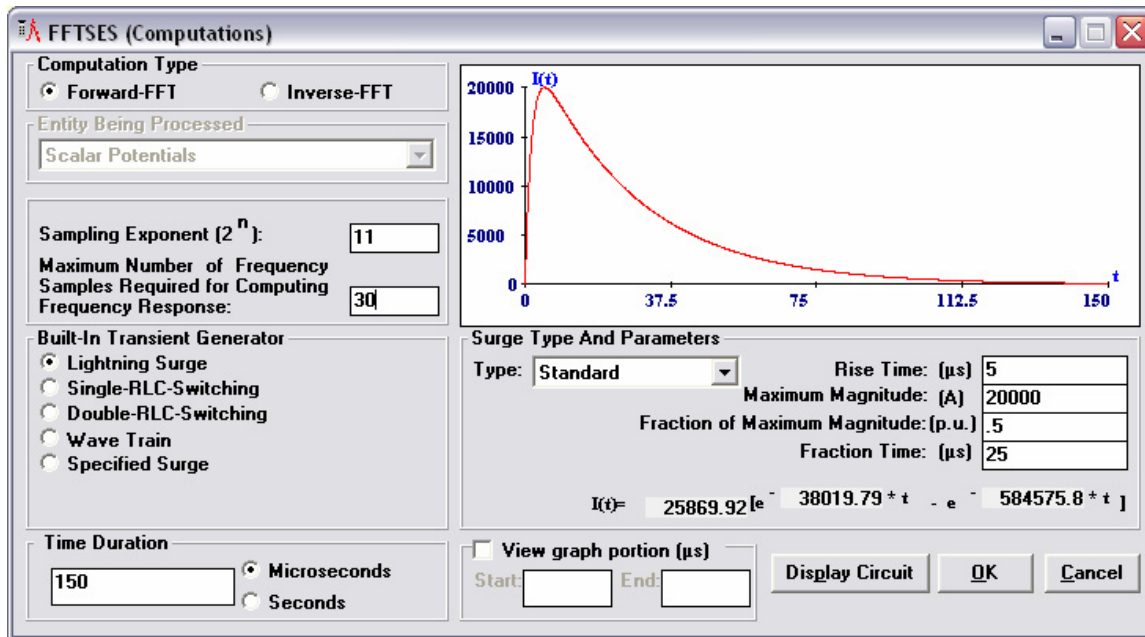 FFTSES (Computations)
Computation Type
Forward-FFT Inverse-FFT
Entity Being Processed
Scalar Potentials
Sampling Exponent (2 n ): 11
Maximum Number of Frequency
Samples Required for Computing
Frequency Response: 30
Built-In Transient Generator
Lightning Surge
Single-RLC-Switching
Double-RLC-Switching
Wave Train
Specified Surge
Time Duration
150
Microseconds
Seconds
I(t)
20000
15000
10000
5000
0
t
0 37.5 75 112.5 150
Surge Type And Parameters
Type: Standard
Rise Time: (µs) 5
Maximum Magnitude: (A) 20000
Fraction of Maximum Magnitude:(p.u.) .5
Fraction Time: (µs) 25
I(t)= 25869.92 [e - 38019.79 * t - e - 584575.8 * t ]
View graph portion (µs)
Start: End:
Display Circuit OK Cancel